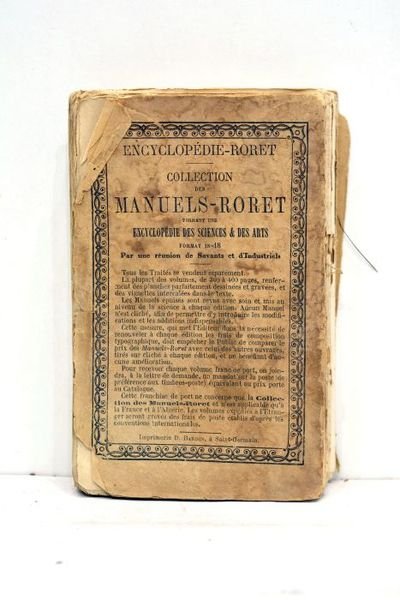 ENCYCLOPÉDIE-RORET
COLLECTION
DES
MANUELS-RORET
FORMANT UNE
ENCYCLOPÉDIE DES SCIENCES & DES ARTS
FORMAT IN-18
Par une réunion de Savants et d'Industriels
Tous les Traités se vendent séparément.
La plupart des volumes, de 300 à 400 pages, renfer-
ment des planches parfaitement dessinées et gravées, et
des vignettes intercalées dans le texte.
Les Manuels épuisés sont revus avec soin et mis au
niveau de la science à chaque édition. Aucun Manuel
n'est cliché, afin de permettre d'y introduire les modifi-
cations et les additions indispensables.
Cette mesure, qui met l'Editeur dans la nécessité de
renouveler à chaque édition les frais de composition
typographique, doit empêcher le Public de comparer le
prix des Manuels-Roret avec celui des autres ouvrages,
tirés sur cliché à chaque édition, et ne bénéficiant d'au-
cune amélioration.
Pour recevoir chaque volume franc de port, on join-
dra, à la lettre de demande, un mandat sur la poste (de
préférence aux timbres-poste) équivalant au prix porté
au Catalogue.
Cette franchise de port ne concerne que la Collec-
tion des Manuels-Roret et n'est applicable qu'à
la France et à l'Algérie. Les volumes expédiés à l'Etran-
ger seront grevés des frais de poste établis d'après les
conventions internationales.
Imprimerie D. BARDIN, à Saint-Germain.